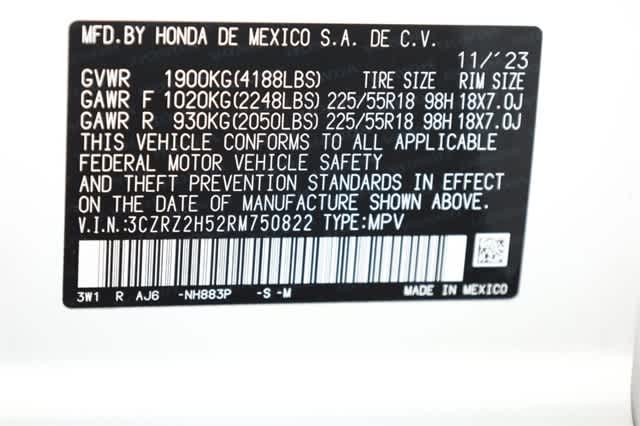 MFD.BY HONDA DE MEXICO S.A. DE C.V.
11/'23
GVWR 1900KG(4188LBS) TIRE SIZE RIM SIZE
GAWR F 1020KG(2248LBS) 225/55R18 98H 18X7.0J
GAWR R 930KG(2050LBS) 225/55R18 98H 18X7.0J
THIS VEHICLE CONFORMS TO ALL APPLICABLE
FEDERAL MOTOR VEHICLE SAFETY
AND THEFT PREVENTION STANDARDS IN EFFECT
ON THE DATE OF MANUFACTURE SHOWN ABOVE.
V.I.N.:3CZRZ2H52RM750822 TYPE:MPV
3W1 R AJ6 -NH883P -S -M MADE IN MEXICO